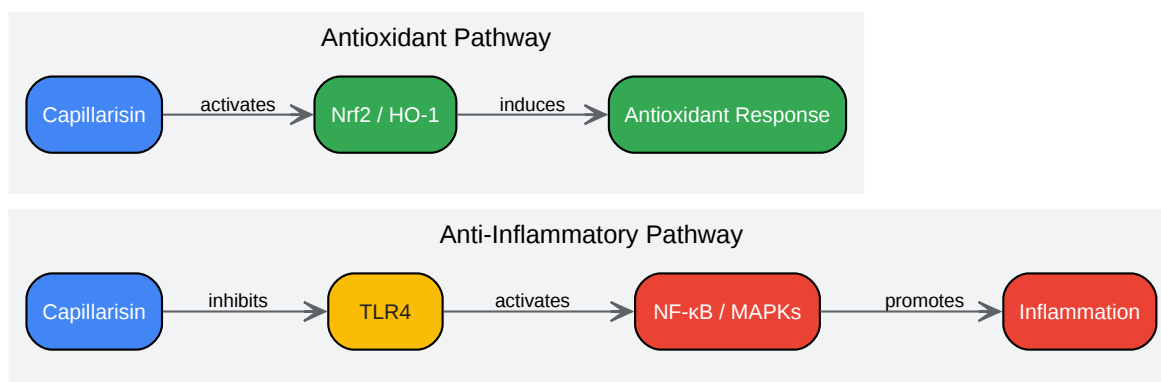 Antioxidant Pathway
Capillarisin
activates
Nrf2 / HO-1
induces
Antioxidant Response
Anti-Inflammatory Pathway
Capillarisin
inhibits
TLR4
activates
NF-κB / MAPKs
promotes
Inflammation